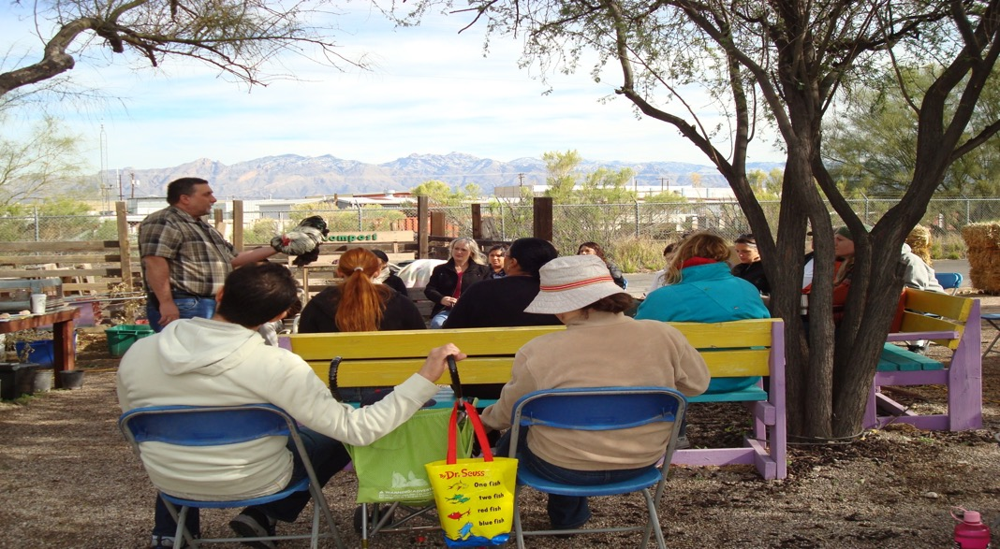 Compost
Dr. Seuss
One fish
two fish
red fish
blue fish